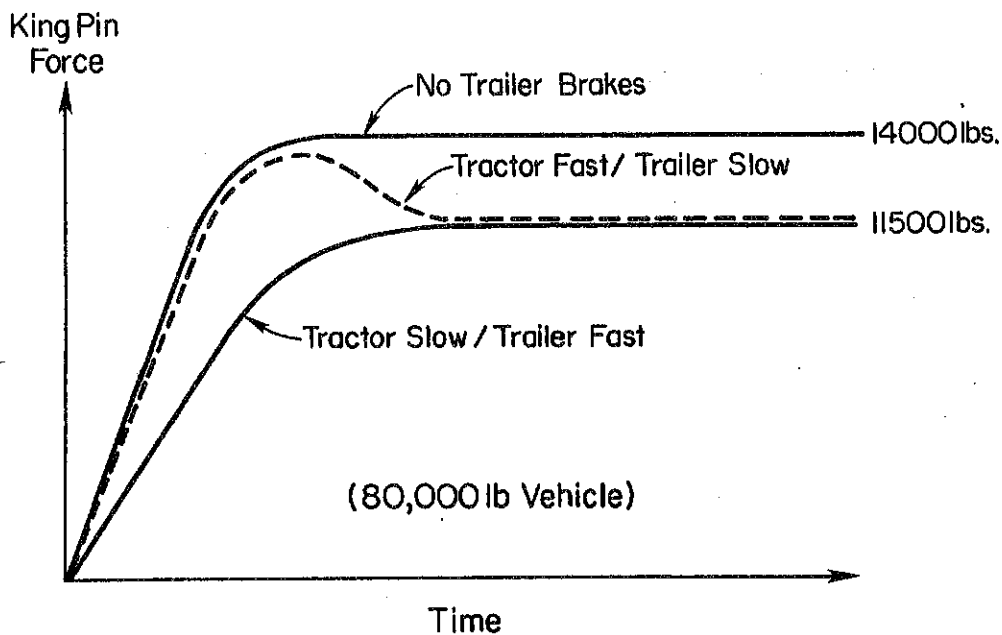 King Pin
Force
No Trailer Brakes
14000 lbs.
Tractor Fast/ Trailer Slow
11500 lbs.
Tractor Slow / Trailer Fast
(80,000 lb Vehicle)
Time